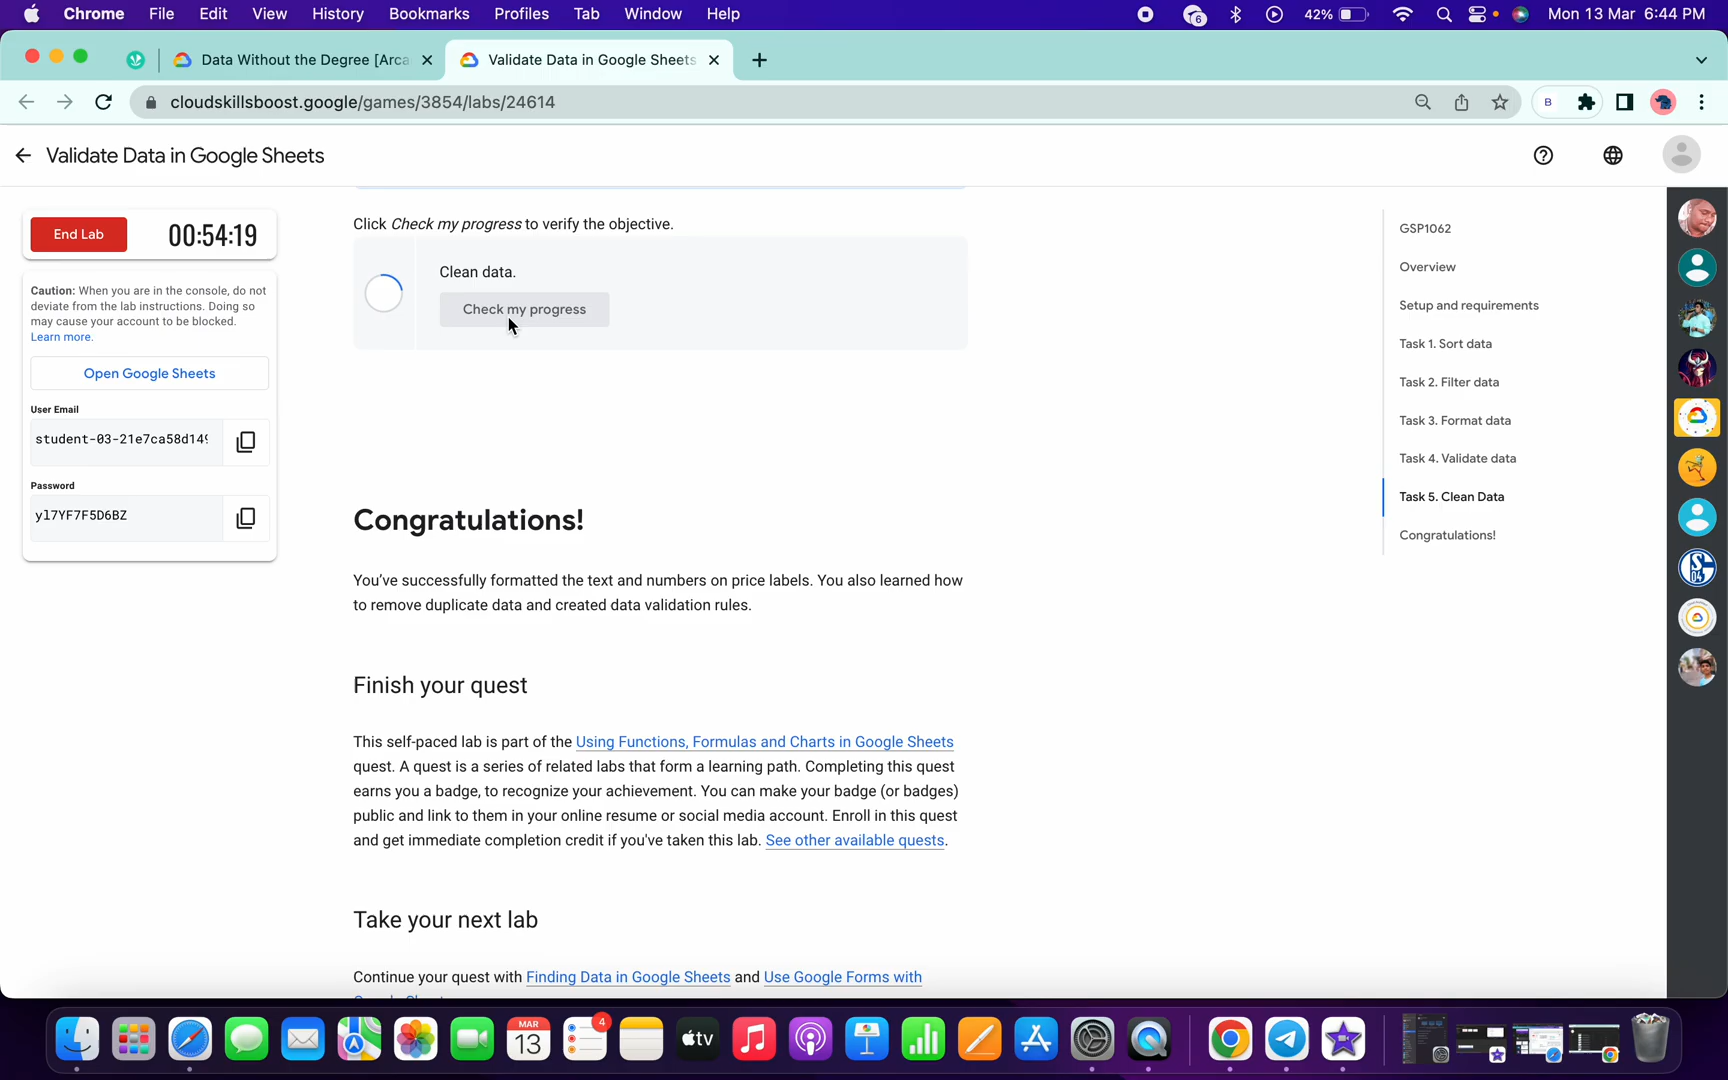 Chrome File Edit View History Bookmarks Profiles Tab Window Help 6 42% Mon 13 Mar 6:44 PM
Data Without the Degree [Arca Validate Data in Google Sheets
cloudskillsboost.google/games/3854/labs/24614 B
Validate Data in Google Sheets
End Lab 00:54:19
Caution: When you are in the console, do not
deviate from the lab instructions. Doing so
may cause your account to be blocked.
Learn more.
Open Google Sheets
User Email
student-03-21e7ca58d149
Password
yl7YF7F5D6BZ
Click Check my progress to verify the objective.
Clean data.
Check my progress
Congratulations!
You've successfully formatted the text and numbers on price labels. You also learned how
to remove duplicate data and created data validation rules.
Finish your quest
This self-paced lab is part of the Using Functions, Formulas and Charts in Google Sheets
quest. A quest is a series of related labs that form a learning path. Completing this quest
earns you a badge, to recognize your achievement. You can make your badge (or badges)
public and link to them in your online resume or social media account. Enroll in this quest
and get immediate completion credit if you've taken this lab. See other available quests.
Take your next lab
Continue your quest with Finding Data in Google Sheets and Use Google Forms with
GSP1062
Overview
Setup and requirements
Task 1. Sort data
Task 2. Filter data
Task 3. Format data
Task 4. Validate data
Task 5. Clean Data
Congratulations!
S
04
MAR
13
4
tv